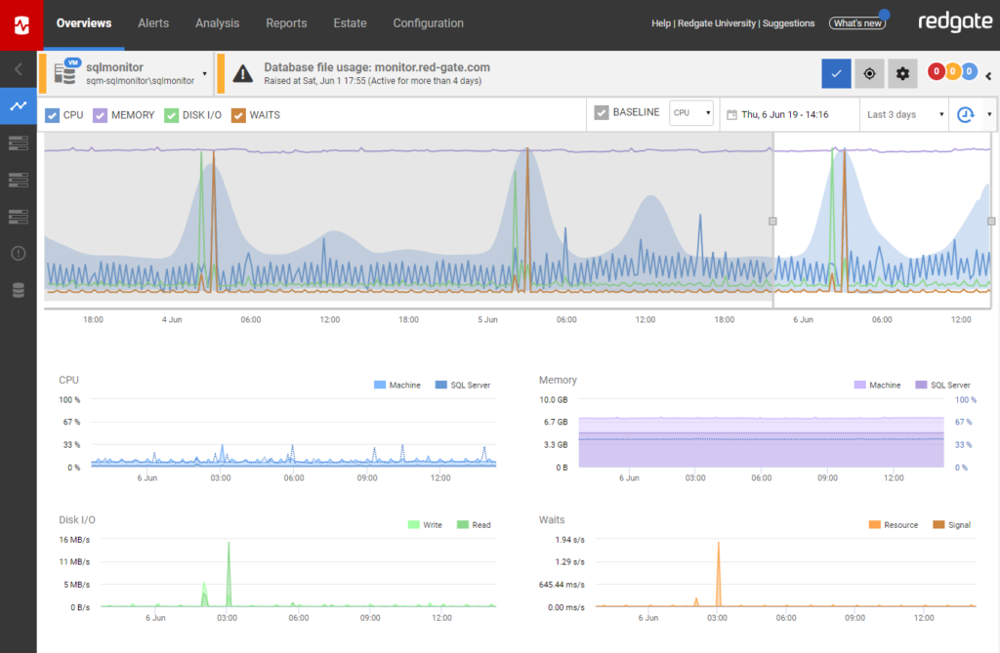 Overviews Alerts Analysis Reports Estate Configuration
Help | Redgate University | Suggestions What's new redgate
VM sqlmonitor
sqm-sqlmonitor\sqlmonitor
Database file usage: monitor.red-gate.com
Raised at Sat, Jun 1 17:55 (Active for more than 4 days)
0 0 0
CPU MEMORY DISK I/O WAITS
BASELINE CPU Thu, 6 Jun 19 - 14:16 Last 3 days
18:00 4 Jun 06:00 12:00 18:00 5 Jun 06:00 12:00 18:00 6 Jun 06:00 12:00
CPU
Machine SQL Server
100 %
67 %
33 %
0 %
6 Jun 03:00 06:00 09:00 12:00
Memory
Machine SQL Server
10.0 GB 100 %
6.7 GB 67 %
3.3 GB 33 %
0 B 0 %
6 Jun 03:00 06:00 09:00 12:00
Disk I/O
Write Read
16 MB/s
11 MB/s
5 MB/s
0 B/s
6 Jun 03:00 06:00 09:00 12:00
Waits
Resource Signal
1.94 s/s
1.29 s/s
645.44 ms/s
0.00 ms/s
6 Jun 03:00 06:00 09:00 12:00